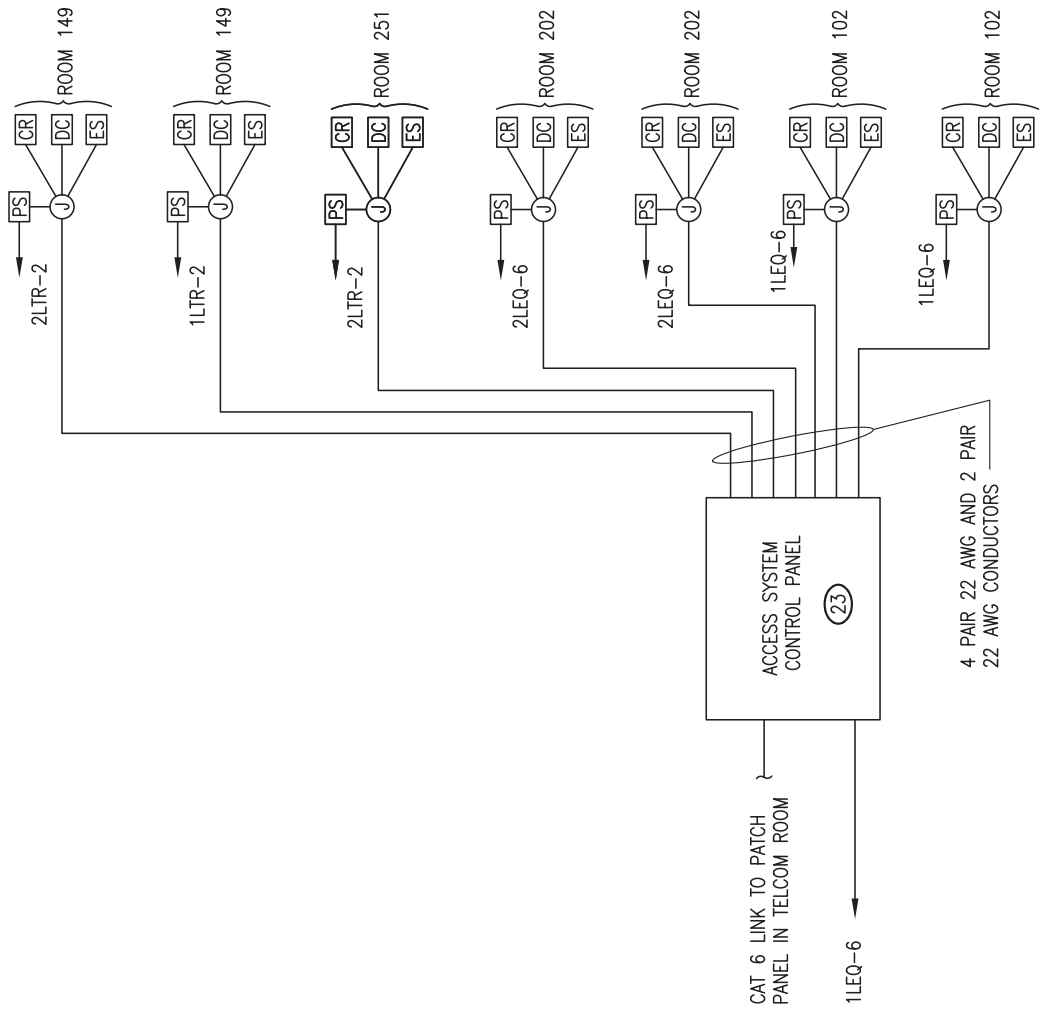 CR
DC
ES
ROOM 149
PS
J
2LTR-2
CR
DC
ES
ROOM 149
PS
J
1LTR-2
CR
DC
ES
ROOM 251
PS
J
2LTR-2
CR
DC
ES
ROOM 202
PS
J
2LEQ-6
CR
DC
ES
ROOM 202
PS
J
2LEQ-6
CR
DC
ES
ROOM 102
PS
J
1LEQ-6
CR
DC
ES
ROOM 102
PS
J
1LEQ-6
ACCESS SYSTEM
CONTROL PANEL
23
4 PAIR 22 AWG AND 2 PAIR
22 AWG CONDUCTORS
CAT 6 LINK TO PATCH
PANEL IN TELCOM ROOM
1LEQ-6